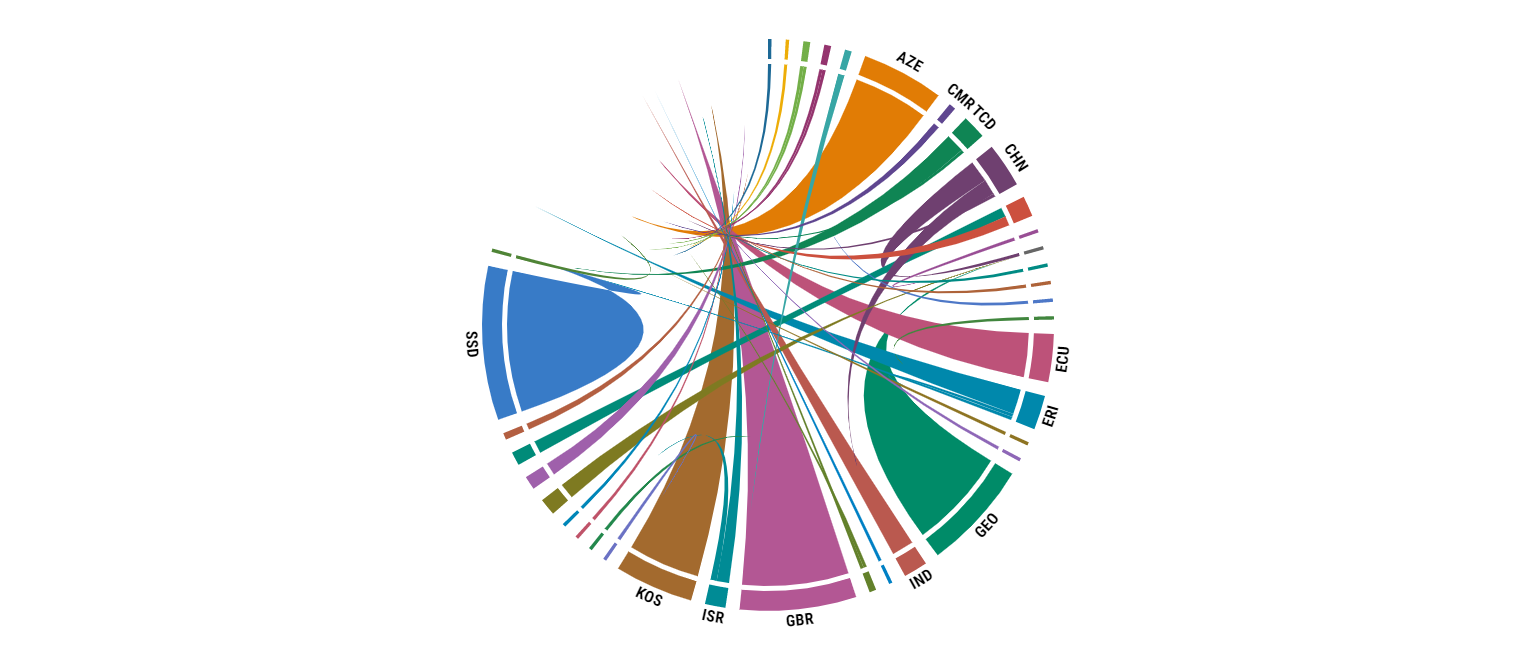 AZE
CMR
TCD
CHN
ECU
ERI
GEO
IND
GBR
ISR
KOS
SSD